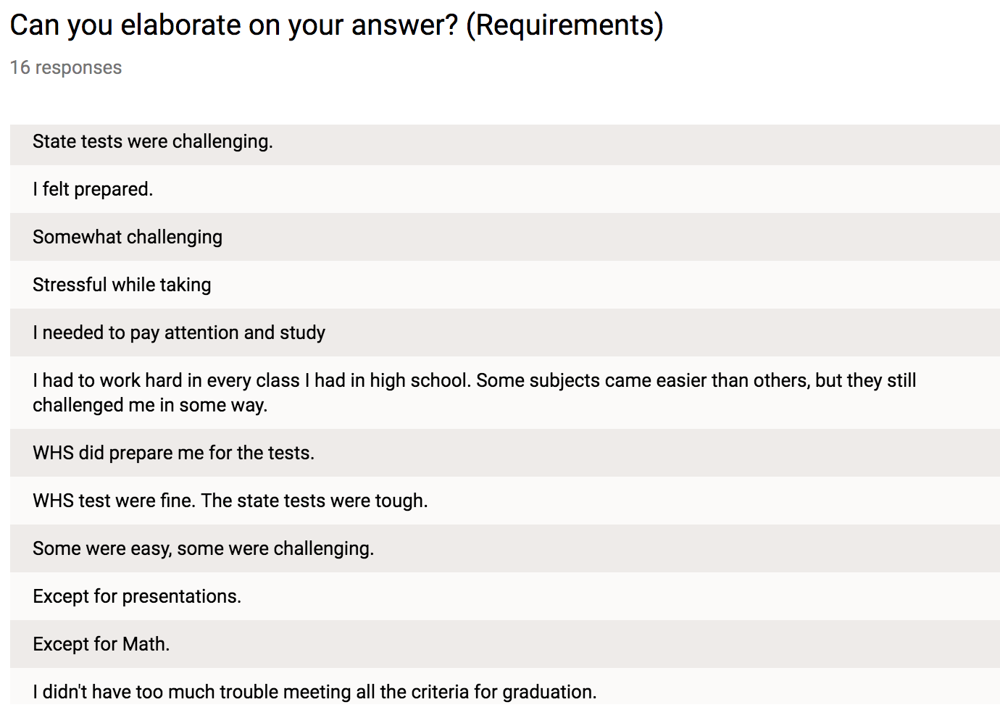 Can you elaborate on your answer? (Requirements)
16 responses
State tests were challenging.
I felt prepared.
Somewhat challenging
Stressful while taking
I needed to pay attention and study
I had to work hard in every class I had in high school. Some subjects came easier than others, but they still
challenged me in some way.
WHS did prepare me for the tests.
WHS test were fine. The state tests were tough.
Some were easy, some were challenging.
Except for presentations.
Except for Math.
I didn't have too much trouble meeting all the criteria for graduation.